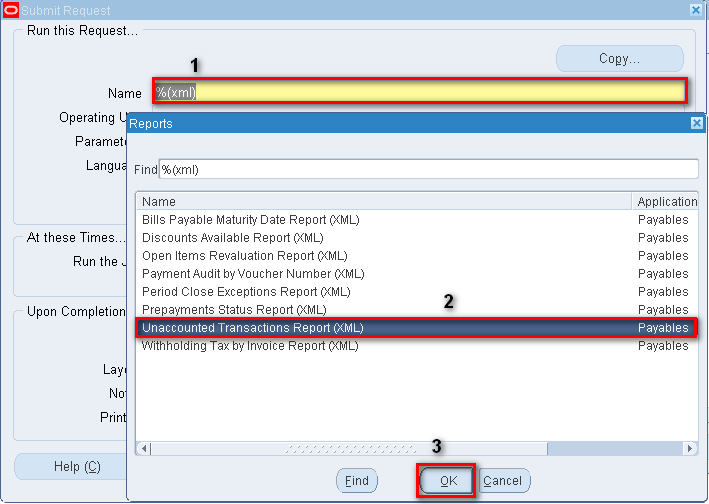 Submit Request
Run this Request...
Copy...
1
Name %(xml)
Operating U
Paramete
Langua
At these Times...
Run the J
Upon Completion
Layo
Not
Print
Help (C)
Reports
Find %(xml)
Name Application
Bills Payable Maturity Date Report (XML) Payables
Discounts Available Report (XML) Payables
Open Items Revaluation Report (XML) Payables
Payment Audit by Voucher Number (XML) Payables
Period Close Exceptions Report (XML) Payables
2
Prepayments Status Report (XML) Payables
Unaccounted Transactions Report (XML) Payables
Withholding Tax by Invoice Report (XML) Payables
3
Find OK Cancel